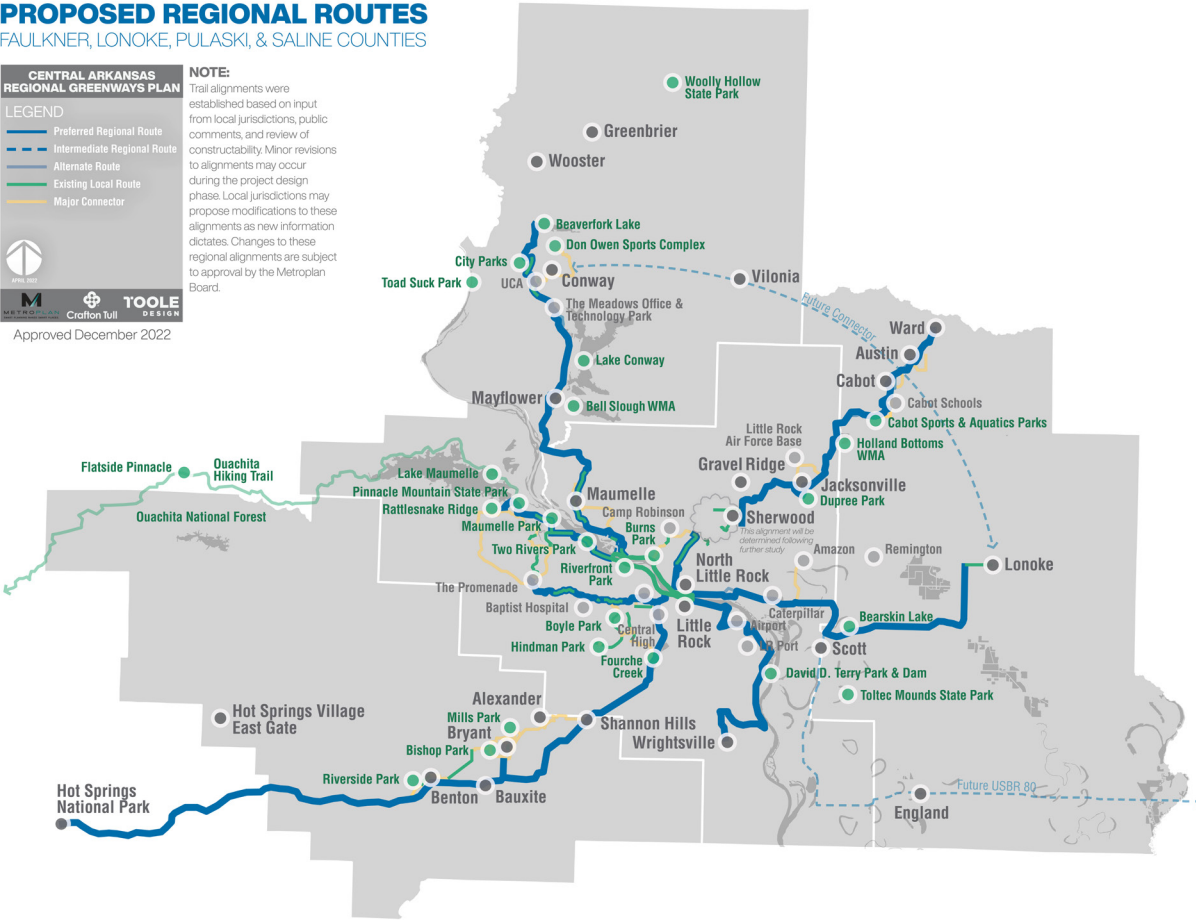 PROPOSED REGIONAL ROUTES
FAULKNER, LONOKE, PULASKI, & SALINE COUNTIES
CENTRAL ARKANSAS
REGIONAL GREENWAYS PLAN
LEGEND
Preferred Regional Route
Intermediate Regional Route
Alternate Route
Existing Local Route
Major Connector
APRIL 2022
METROPLAN
Crafton Tull
TOOLE
DESIGN
Approved December 2022
NOTE:
Trail alignments were
established based on input
from local jurisdictions, public
comments, and review of
constructability. Minor revisions
to alignments may occur
during the project design
phase. Local jurisdictions may
propose modifications to these
alignments as new information
dictates. Changes to these
regional alignments are subject
to approval by the Metroplan
Board.
Woolly Hollow
State Park
Greenbrier
Wooster
Beaverfork Lake
Don Owen Sports Complex
City Parks
Toad Suck Park
UCA
Conway
Vilonia
The Meadows Office &
Technology Park
Future Connector
Ward
Austin
Lake Conway
Cabot
Mayflower
Bell Slough WMA
Cabot Schools
Cabot Sports & Aquatics Parks
Little Rock
Air Force Base
Holland Bottoms
WMA
Gravel Ridge
Flatside Pinnacle
Ouachita
Hiking Trail
Lake Maumelle
Jacksonville
Pinnacle Mountain State Park
Maumelle
Dupree Park
Rattlesnake Ridge
Camp Robinson
Sherwood
Ouachita National Forest
Maumelle Park
Burns
Park
This alignment will be
determined following
further study
Two Rivers Park
Amazon
Remington
Riverfront
Park
North
Little Rock
Lonoke
The Promenade
Baptist Hospital
Caterpillar
Bearskin Lake
Boyle Park
Central
High
Little
Rock
Airport
Hindman Park
LR Port
Scott
Fourche
Creek
David D. Terry Park & Dam
Toltec Mounds State Park
Alexander
Hot Springs Village
East Gate
Mills Park
Shannon Hills
Bryant
Wrightsville
Bishop Park
Riverside Park
Hot Springs
National Park
Benton
Bauxite
Future USBR 80
England